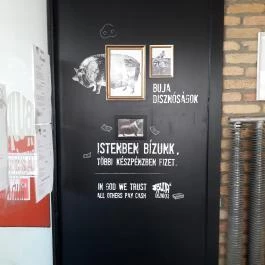 BUJA
DISZNÓSÁGOK
ISTENBEN BÍZUNK,
TÖBBI KÉSZPÉNZBEN FIZET.
IN GOD WE TRUST
ALL OTHERS PAY CASH